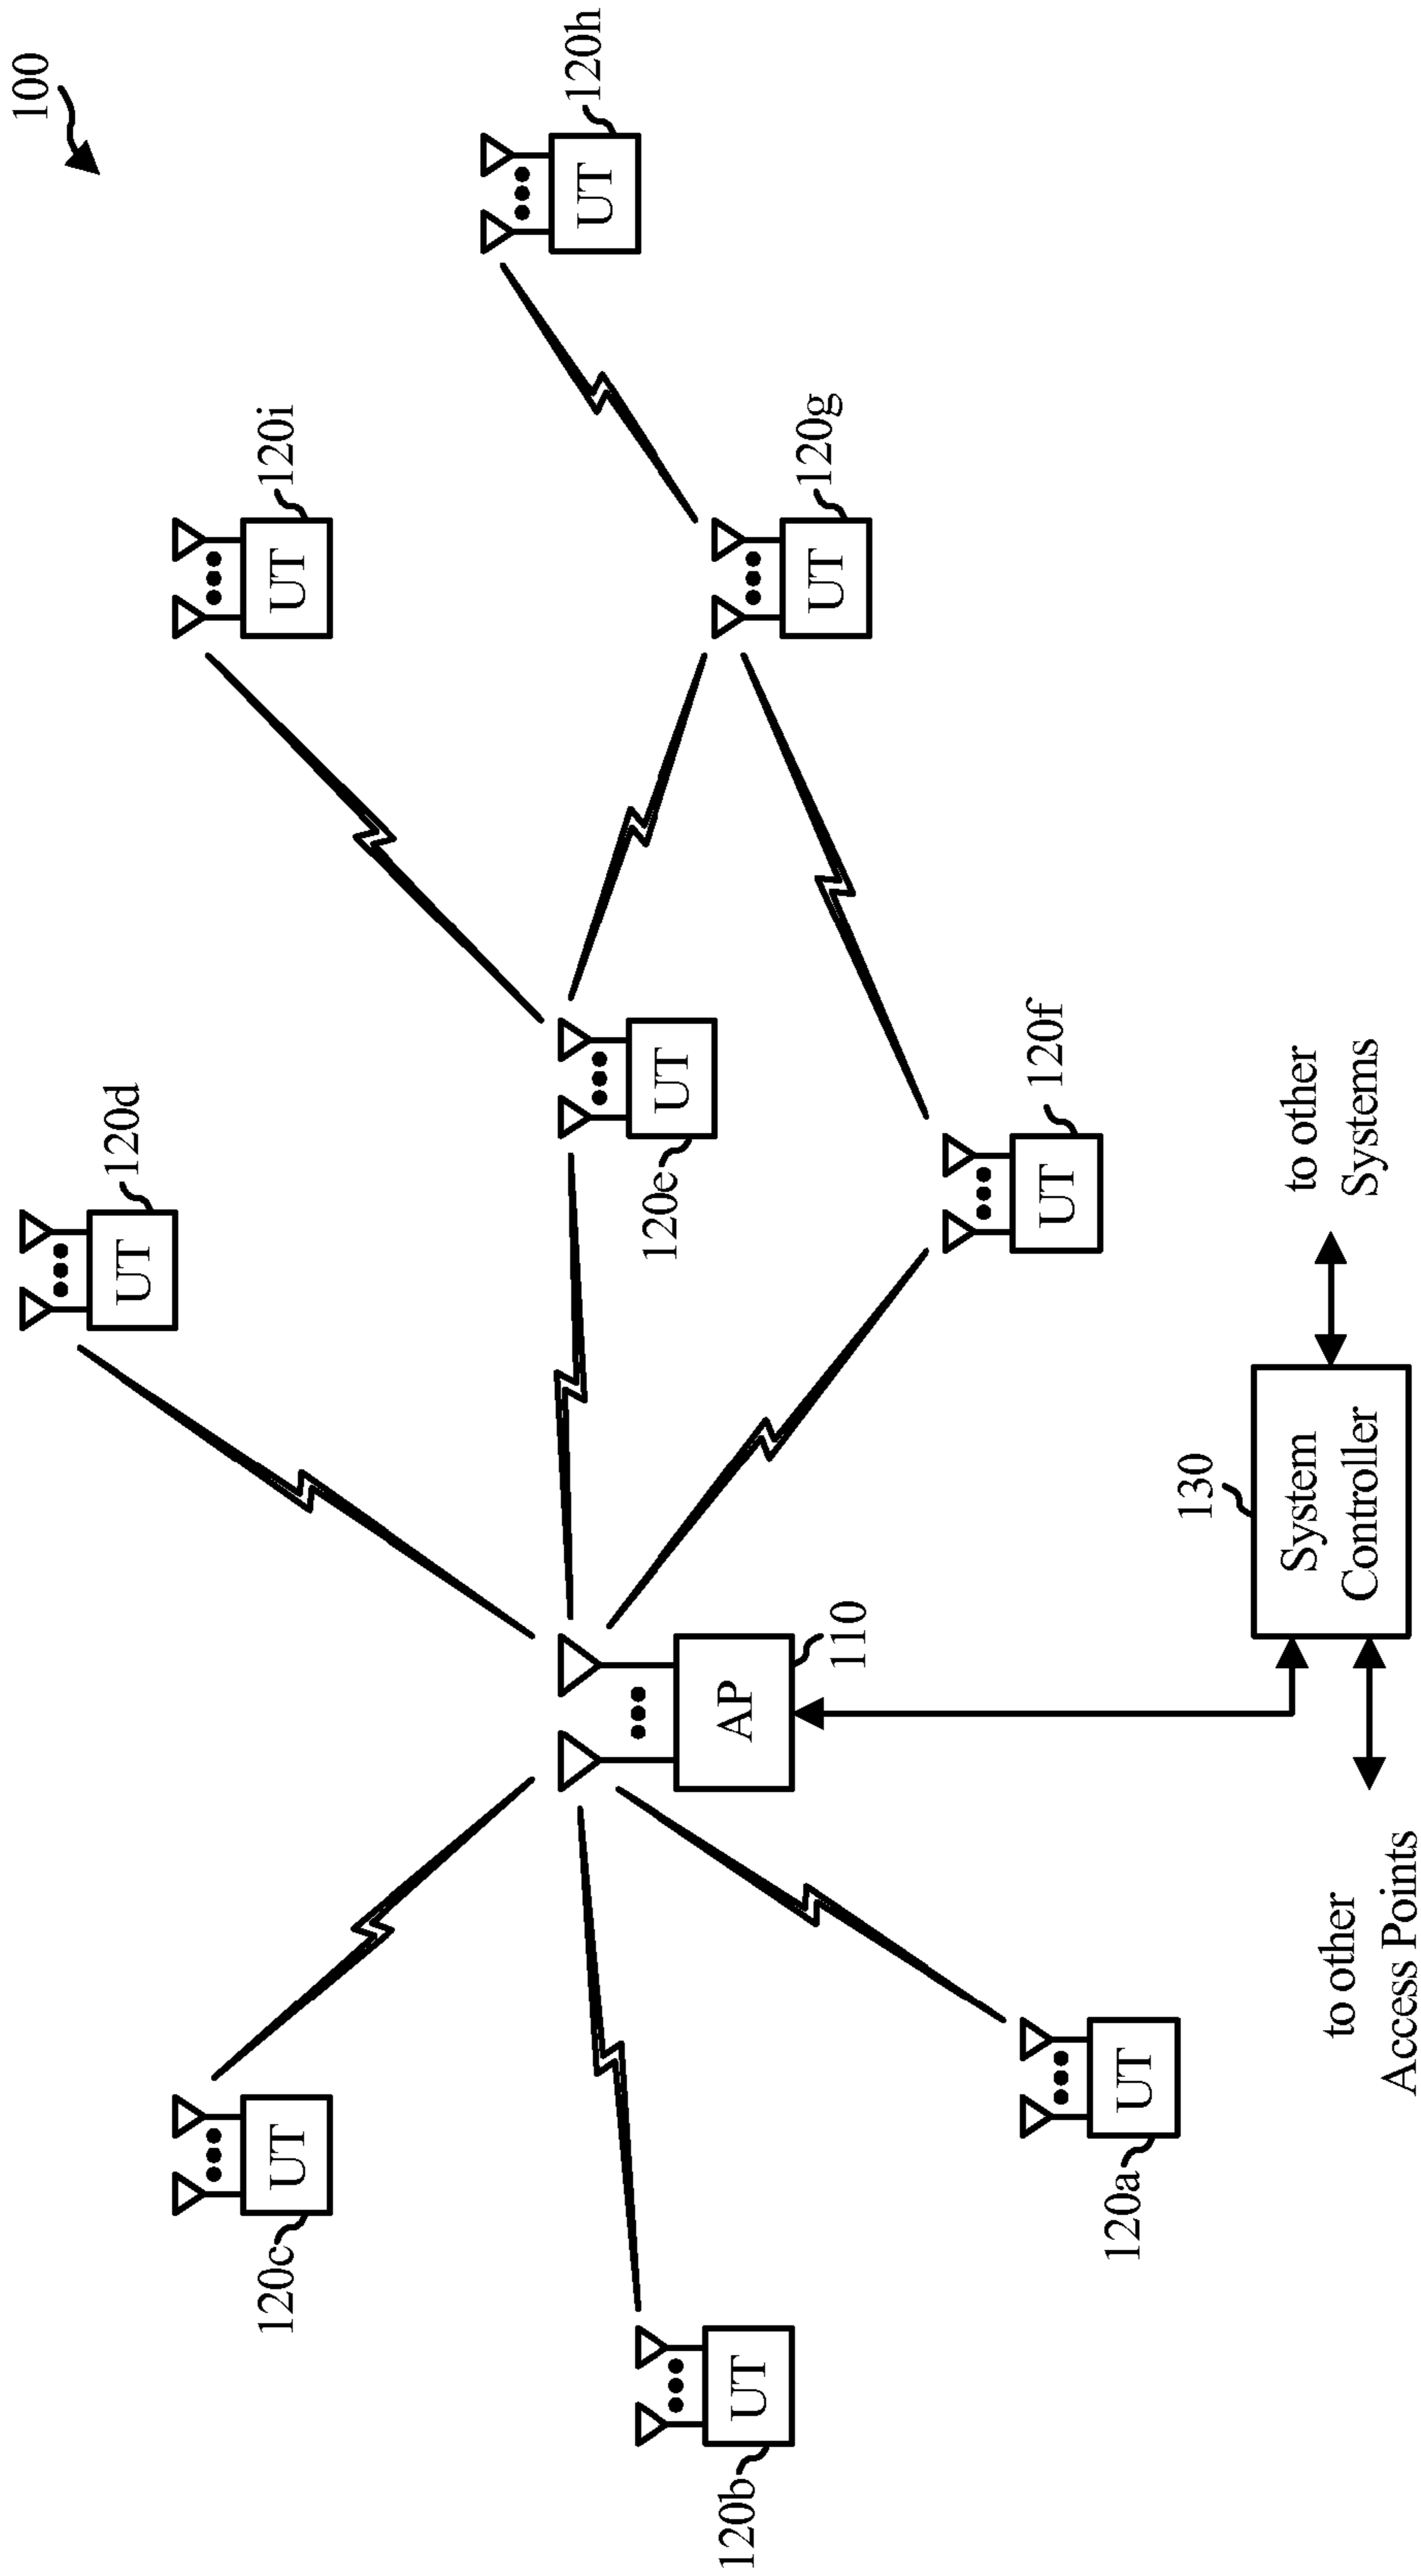 100
120d
UT
120i
UT
120c
UT
120h
UT
120e
UT
120g
UT
AP
110
120b
UT
120f
UT
120a
UT
130
System
Controller
to other
Systems
to other
Access Points